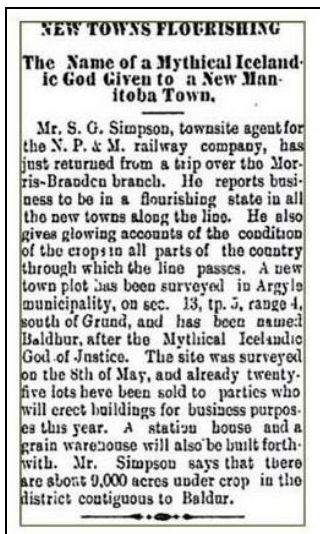 NEW TOWNS FLOURISHING
The Name of a Mythical Iceland-
ic God Given to a New Man-
itoba Town.
Mr. S. G. Simpson, townsite agent for
the N. P. & M. railway company, has
just returned from a trip over the Mor-
ris-Brandon branch. He reports busi-
ness to be in a flourishing state in all
the new towns along the line. He also
gives glowing accounts of the condition
of the crops in all parts of the country
through which the line passes. A new
town plot has been surveyed in Argyle
municipality, on sec. 13, tp. 5, range 4,
south of Grund, and has been named
Baldhur, after the Mythical Icelandic
God of Justice. The site was surveyed
on the 8th of May, and already twenty-
five lots have been sold to parties who
will erect buildings for business purpos-
es this year. A station house and a
grain warehouse will also be built forth-
with. Mr. Simpson says that there
are about 9,000 acres under crop in the
district contiguous to Baldur.